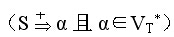 （S ⇒⁺ α 且 α∈V_T^*）